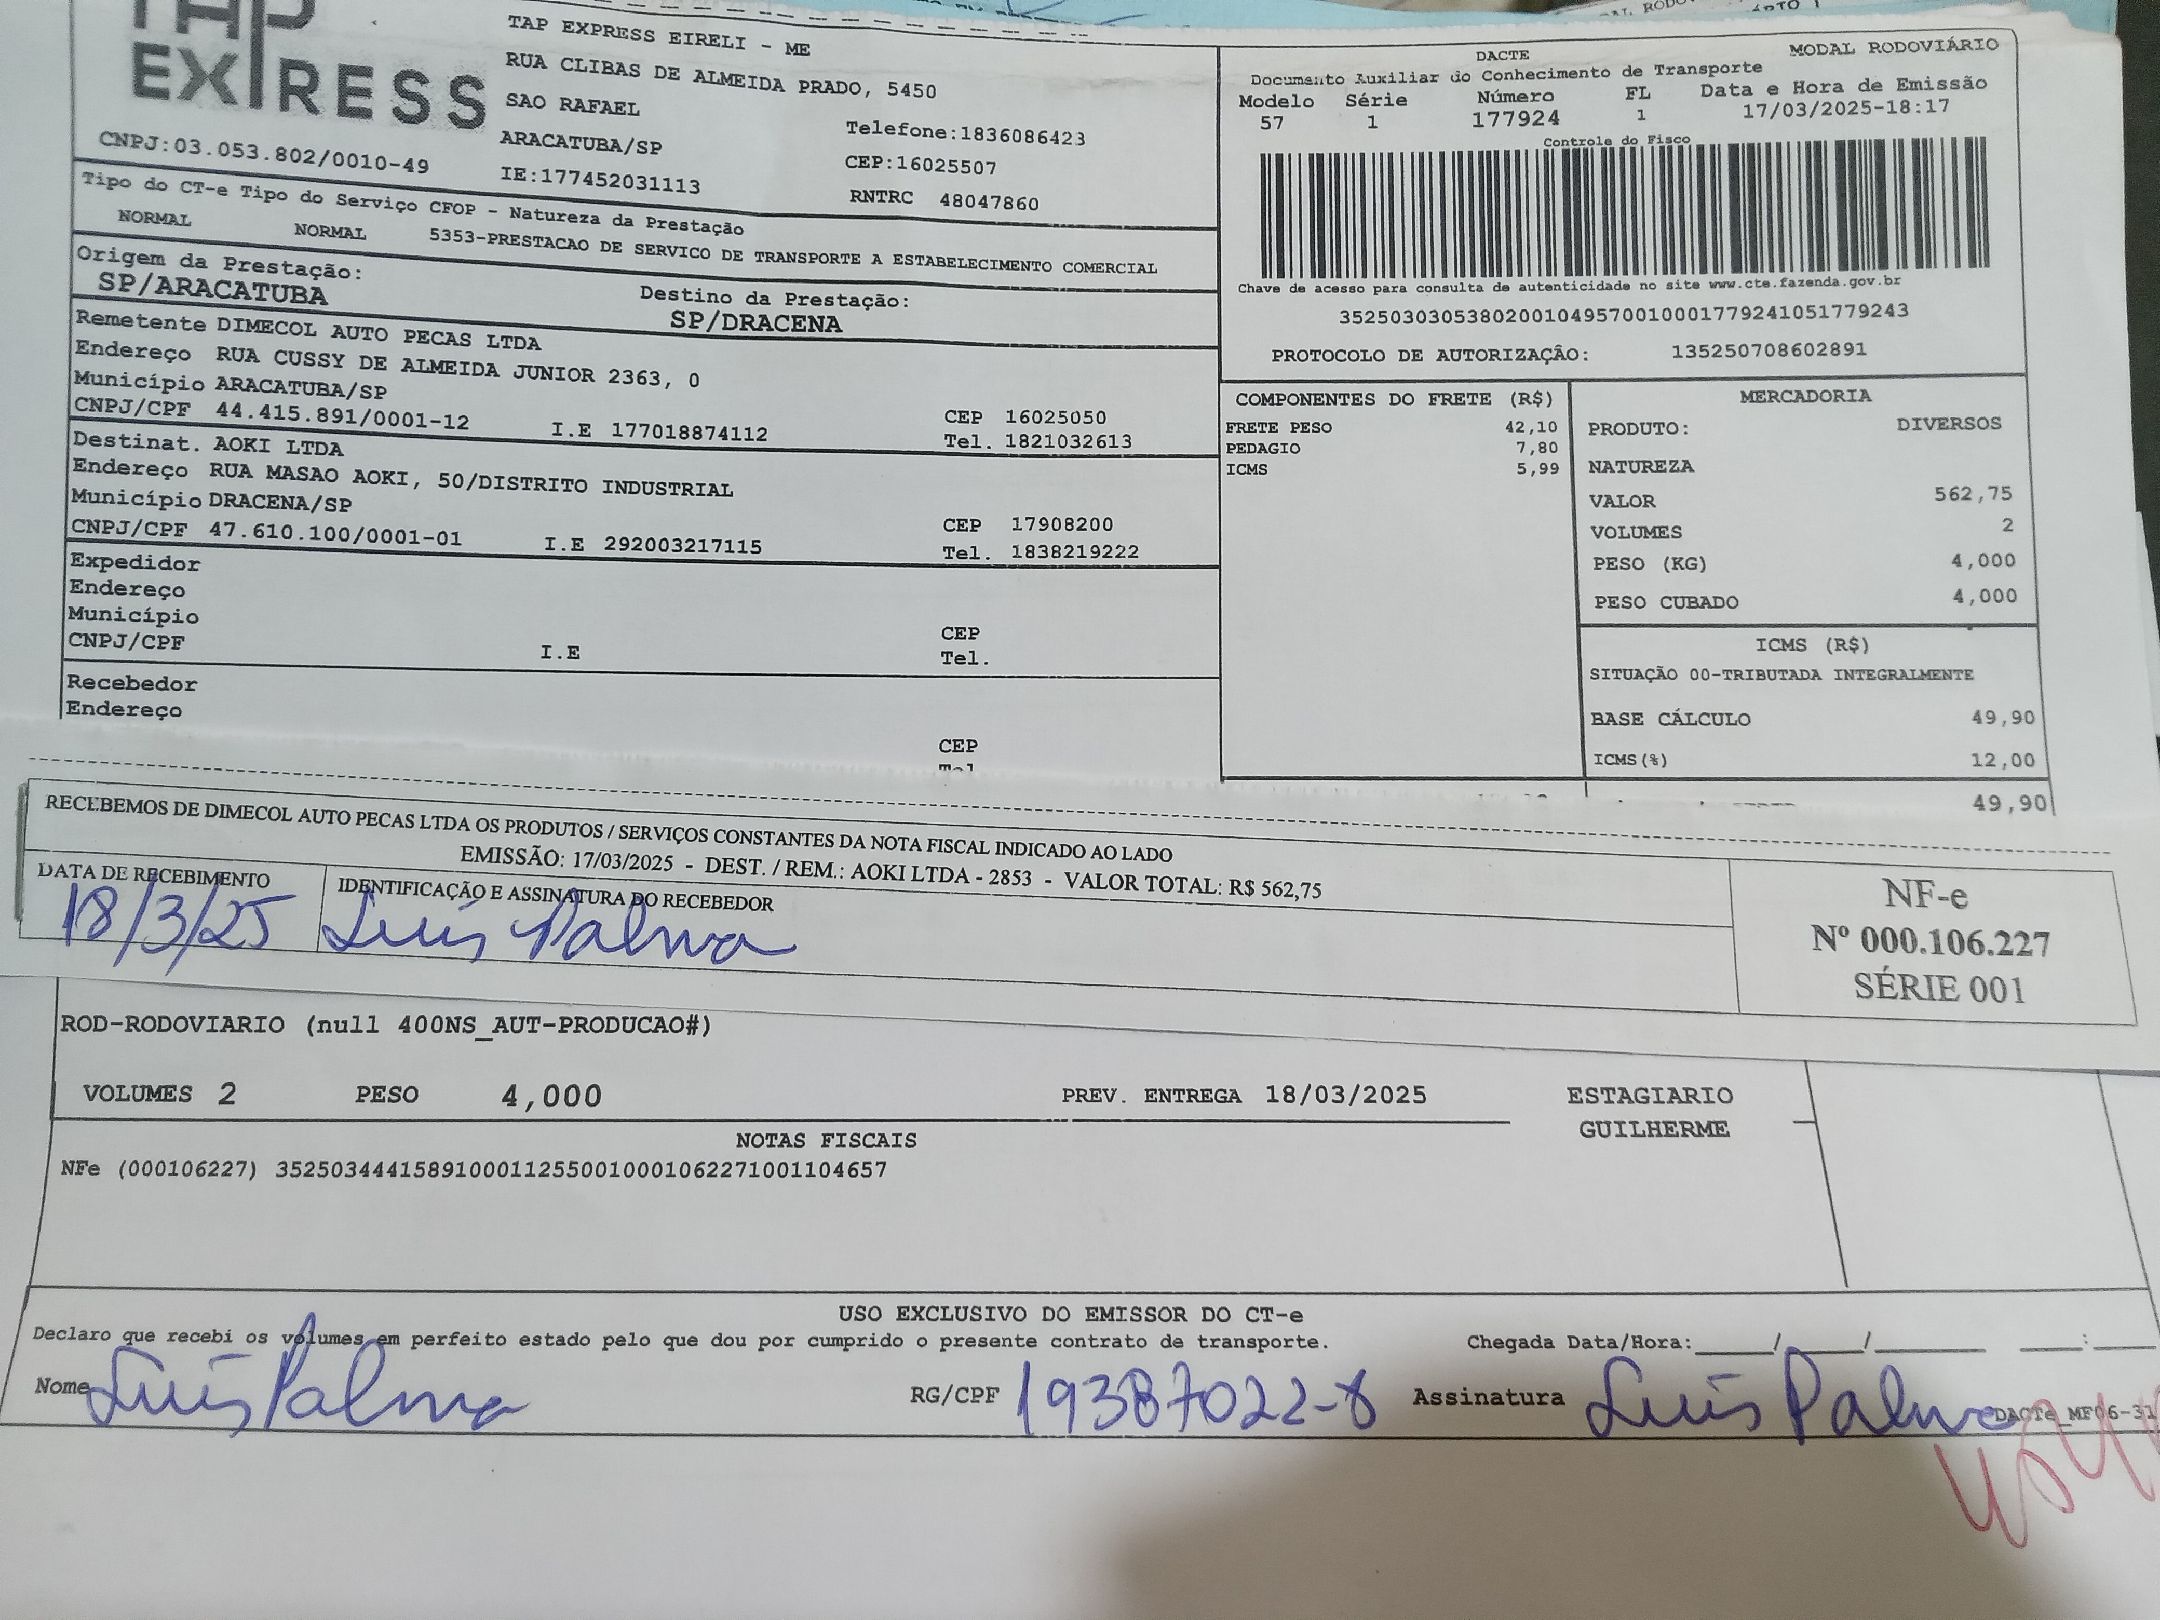 TAP
EXPRESS
CNPJ:03.053.802/0010-49
TAP EXPRESS EIRELI - ME
RUA CLIBAS DE ALMEIDA PRADO, 5450
SAO RAFAEL
ARACATUBA/SP
IE:177452031113
Telefone:1836086423
CEP:16025507
RNTRC 48047860
DACTE
MODAL RODOVIÁRIO
Documento Auxiliar do Conhecimento de Transporte
Modelo Série Número FL Data e Hora de Emissão
57 1 177924 1 17/03/2025-18:17
Controle do Fisco
Chave de acesso para consulta de autenticidade no site www.cte.fazenda.gov.br
35250303053802001049570010001779241051779243
PROTOCOLO DE AUTORIZAÇÃO: 135250708602891
Tipo do CT-e Tipo do Serviço CFOP - Natureza da Prestação
NORMAL NORMAL 5353-PRESTACAO DE SERVICO DE TRANSPORTE A ESTABELECIMENTO COMERCIAL
Origem da Prestação:
SP/ARACATUBA
Destino da Prestação:
SP/DRACENA
Remetente DIMECOL AUTO PECAS LTDA
Endereço RUA CUSSY DE ALMEIDA JUNIOR 2363, 0
Município ARACATUBA/SP
CEP 16025050
CNPJ/CPF 44.415.891/0001-12 I.E 177018874112 Tel. 1821032613
Destinat. AOKI LTDA
Endereço RUA MASAO AOKI, 50/DISTRITO INDUSTRIAL
Município DRACENA/SP
CEP 17908200
CNPJ/CPF 47.610.100/0001-01 I.E 292003217115 Tel. 1838219222
Expedidor
Endereço
Município
CEP
CNPJ/CPF I.E Tel.
Recebedor
Endereço
CEP
COMPONENTES DO FRETE (R$)
FRETE PESO 42,10
PEDAGIO 7,80
ICMS 5,99
MERCADORIA
PRODUTO: DIVERSOS
NATUREZA
VALOR 562,75
VOLUMES 2
PESO (KG) 4,000
PESO CUBADO 4,000
ICMS (R$)
SITUAÇÃO 00-TRIBUTADA INTEGRALMENTE
BASE CÁLCULO 49,90
ICMS(%) 12,00
49,90
RECEBEMOS DE DIMECOL AUTO PECAS LTDA OS PRODUTOS / SERVIÇOS CONSTANTES DA NOTA FISCAL INDICADO AO LADO
EMISSÃO: 17/03/2025 - DEST. / REM.: AOKI LTDA - 2853 - VALOR TOTAL: R$ 562,75
DATA DE RECEBIMENTO
18/3/25
IDENTIFICAÇÃO E ASSINATURA DO RECEBEDOR
Luís Palma
NF-e
Nº 000.106.227
SÉRIE 001
ROD-RODOVIARIO (null 400NS_AUT-PRODUCAO#)
VOLUMES 2 PESO 4,000 PREV. ENTREGA 18/03/2025
ESTAGIARIO
GUILHERME
NOTAS FISCAIS
NFe (000106227) 35250344415891000112550010001062271001104657
USO EXCLUSIVO DO EMISSOR DO CT-e
Declaro que recebi os volumes em perfeito estado pelo que dou por cumprido o presente contrato de transporte. Chegada Data/Hora:_____/_____/______ ___:___
Nome Luís Palma RG/CPF 19387022-8 Assinatura Luís Palma
DACTe_MF06-31